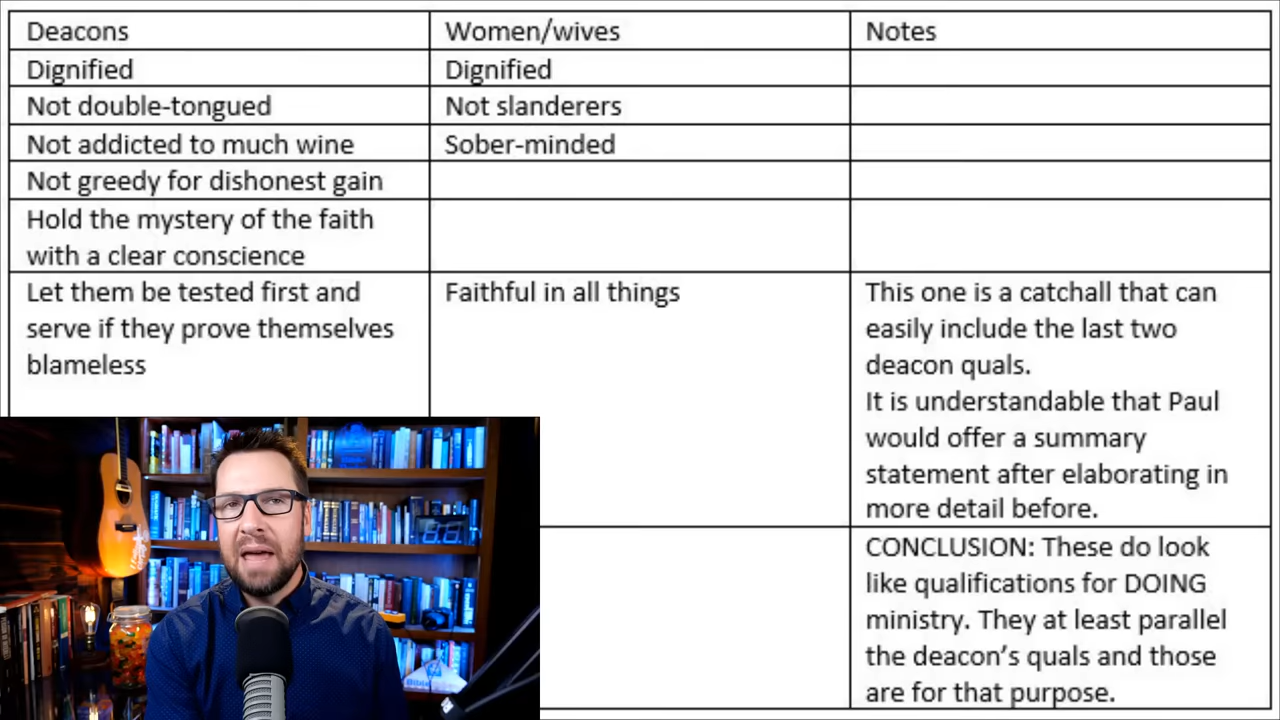 Deacons
Women/wives
Notes
Dignified
Dignified
Not double-tongued
Not slanderers
Not addicted to much wine
Sober-minded
Not greedy for dishonest gain
Hold the mystery of the faith
with a clear conscience
Let them be tested first and
serve if they prove themselves
blameless
Faithful in all things
This one is a catchall that can
easily include the last two
deacon quals.
It is understandable that Paul
would offer a summary
statement after elaborating in
more detail before.
CONCLUSION: These do look
like qualifications for DOING
ministry. They at least parallel
the deacon's quals and those
are for that purpose.